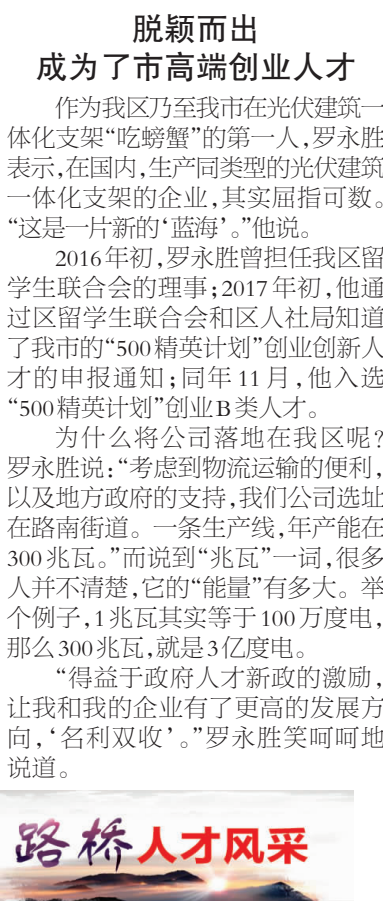 脱颖而出
成为了市高端创业人才
作为我区乃至我市在光伏建筑一
体化支架“吃螃蟹”的第一人，罗永胜
表示，在国内，生产同类型的光伏建筑
一体化支架的企业，其实屈指可数。
“这是一片新的‘蓝海’。”他说。
2016年初，罗永胜曾担任我区留
学生联合会的理事；2017年初，他通
过区留学生联合会和区人社局知道
了我市的“500精英计划”创业创新人
才的申报通知；同年11月，他入选
“500精英计划”创业B类人才。
为什么将公司落地在我区呢？
罗永胜说：“考虑到物流运输的便利，
以及地方政府的支持，我们公司选址
在路南街道。一条生产线，年产能在
300兆瓦。”而说到“兆瓦”一词，很多
人并不清楚，它的“能量”有多大。举
个例子，1兆瓦其实等于100万度电，
那么300兆瓦，就是3亿度电。
“得益于政府人才新政的激励，
让我和我的企业有了更高的发展方
向，‘名利双收’。”罗永胜笑呵呵地
说道。
路桥人才风采